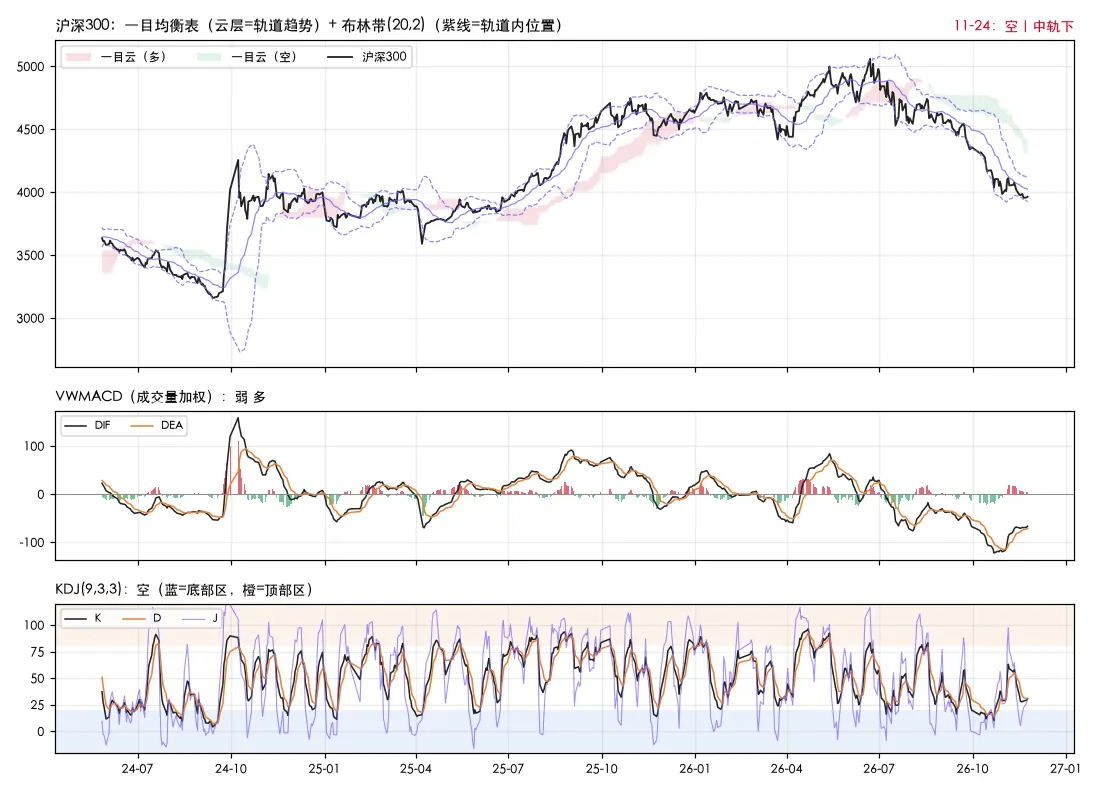 沪深300：一目均衡表（云层=轨道趋势）+ 布林带(20,2)（紫线=轨道内位置）
11-24：空 | 中轨下
一目云（多）
一目云（空）
沪深300
5000
4500
4000
3500
3000
VWMACD（成交量加权）：弱 多
DIF
DEA
100
0
-100
KDJ(9,3,3)：空（蓝=底部区，橙=顶部区）
K
D
J
100
75
50
25
0
24-07
24-10
25-01
25-04
25-07
25-10
26-01
26-04
26-07
26-10
27-01